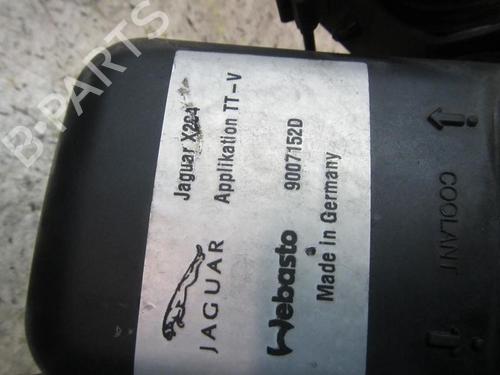 Jaguar X204
Applikation TT-V
JAGUAR
Webasto
9007152D
Made in Germany
COOLANT
B-PARTS